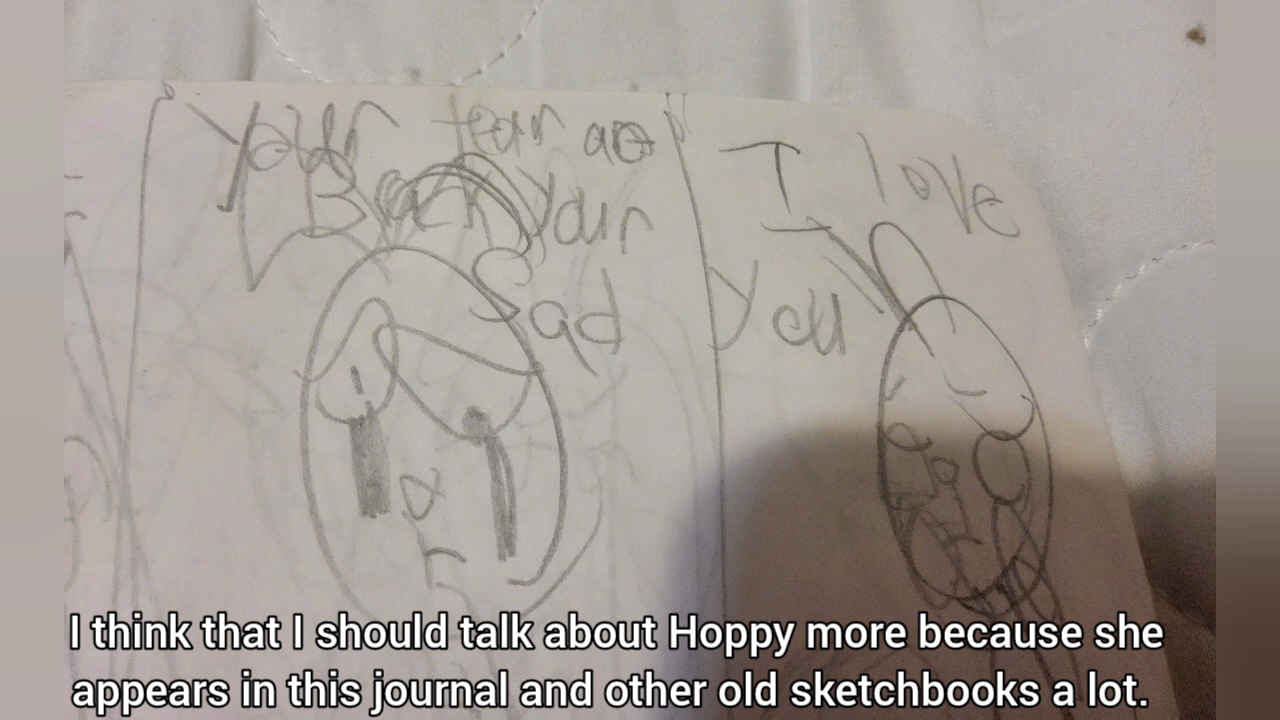 your tear are
Back your
Sad
I love
you
I think that I should talk about Hoppy more because she
appears in this journal and other old sketchbooks a lot.